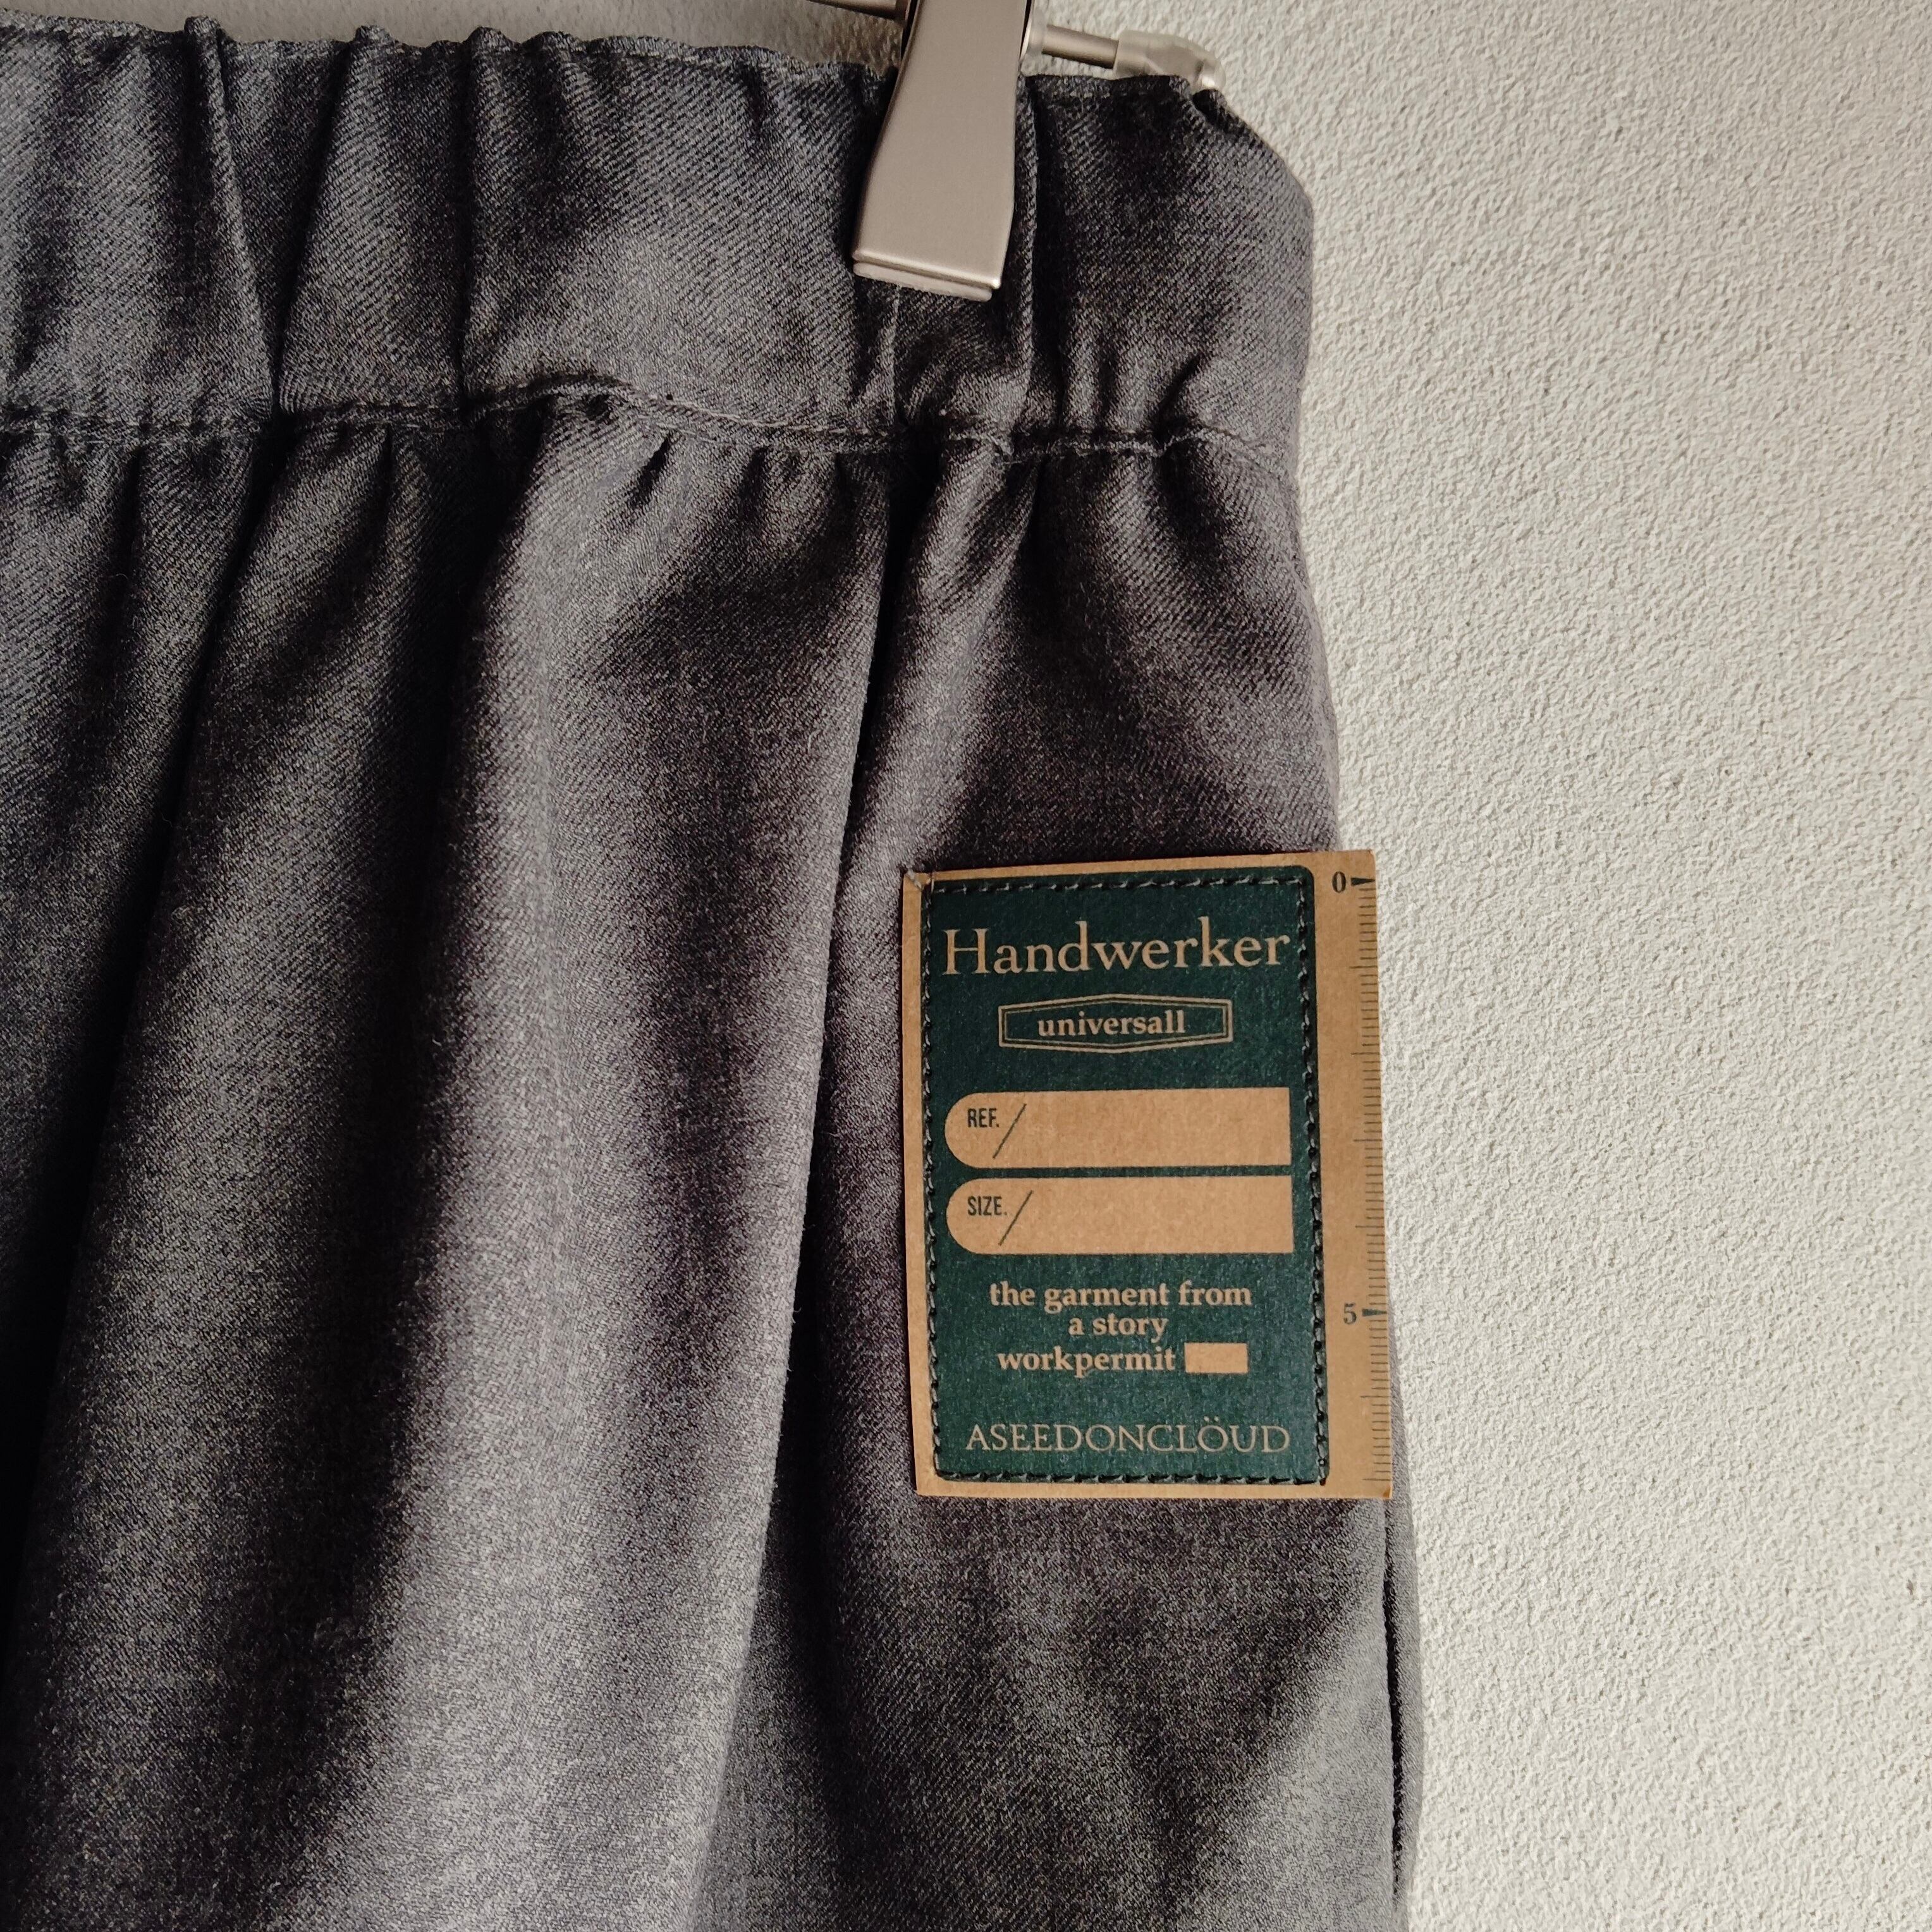 0
Handwerker
universall
REF. /
SIZE. /
5
the garment from
a story
workpermit
ASEEDONCLÖUD